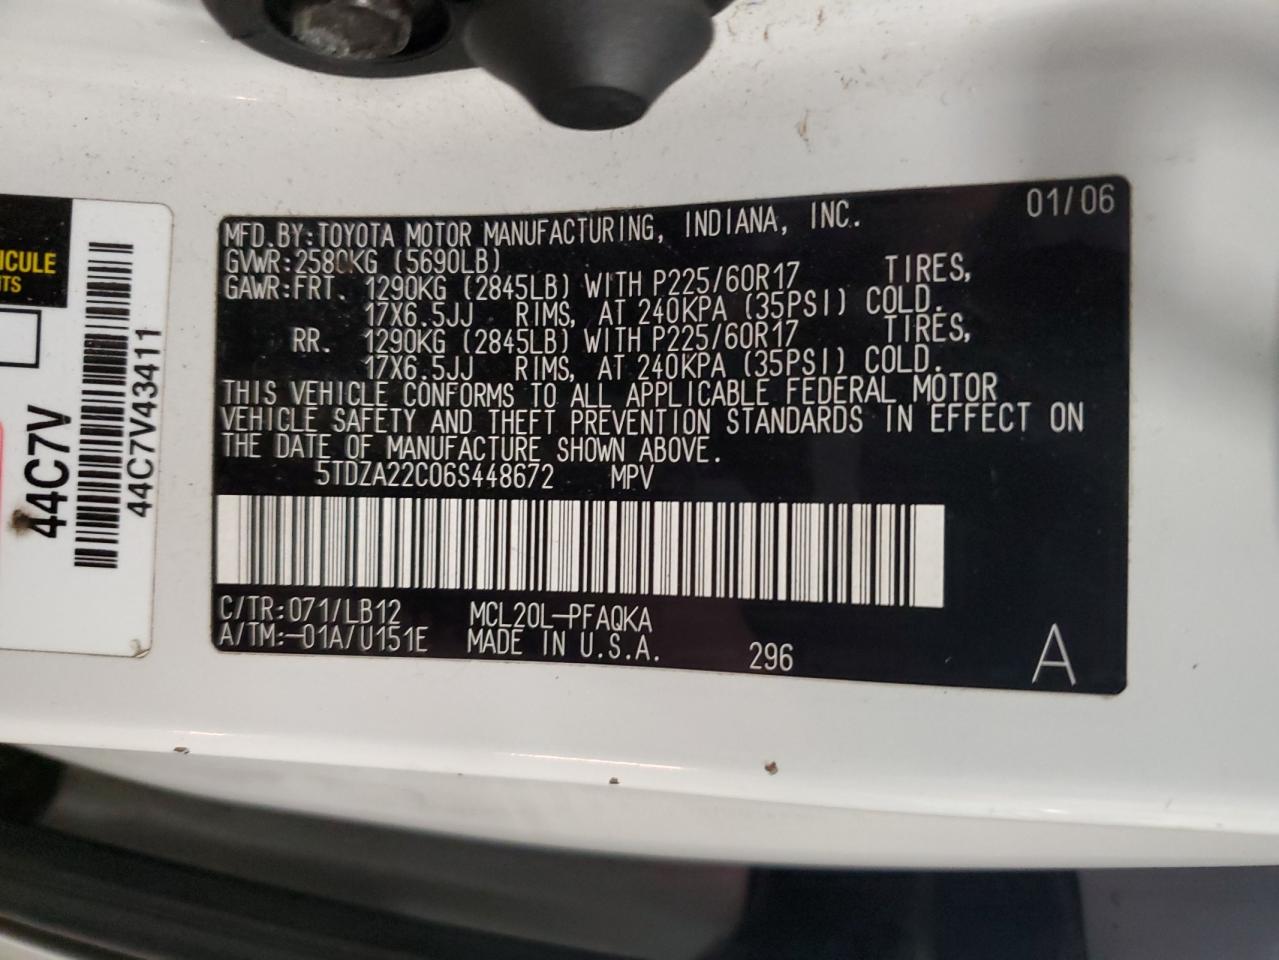 01/06
MFD.BY:TOYOTA MOTOR MANUFACTURING, INDIANA, INC.
GVWR:2580KG (5690LB)
GAWR:FRT. 1290KG (2845LB) WITH P225/60R17 TIRES,
17X6.5JJ RIMS, AT 240KPA (35PSI) COLD.
RR. 1290KG (2845LB) WITH P225/60R17 TIRES,
17X6.5JJ RIMS, AT 240KPA (35PSI) COLD.
THIS VEHICLE CONFORMS TO ALL APPLICABLE FEDERAL MOTOR
VEHICLE SAFETY AND THEFT PREVENTION STANDARDS IN EFFECT ON
THE DATE OF MANUFACTURE SHOWN ABOVE.
5TDZA22C06S448672 MPV
C/TR:071/LB12 MCL20L-PFAQKA
A/TM:-01A/U151E MADE IN U.S.A. 296 A
44C7V
44C7V43411